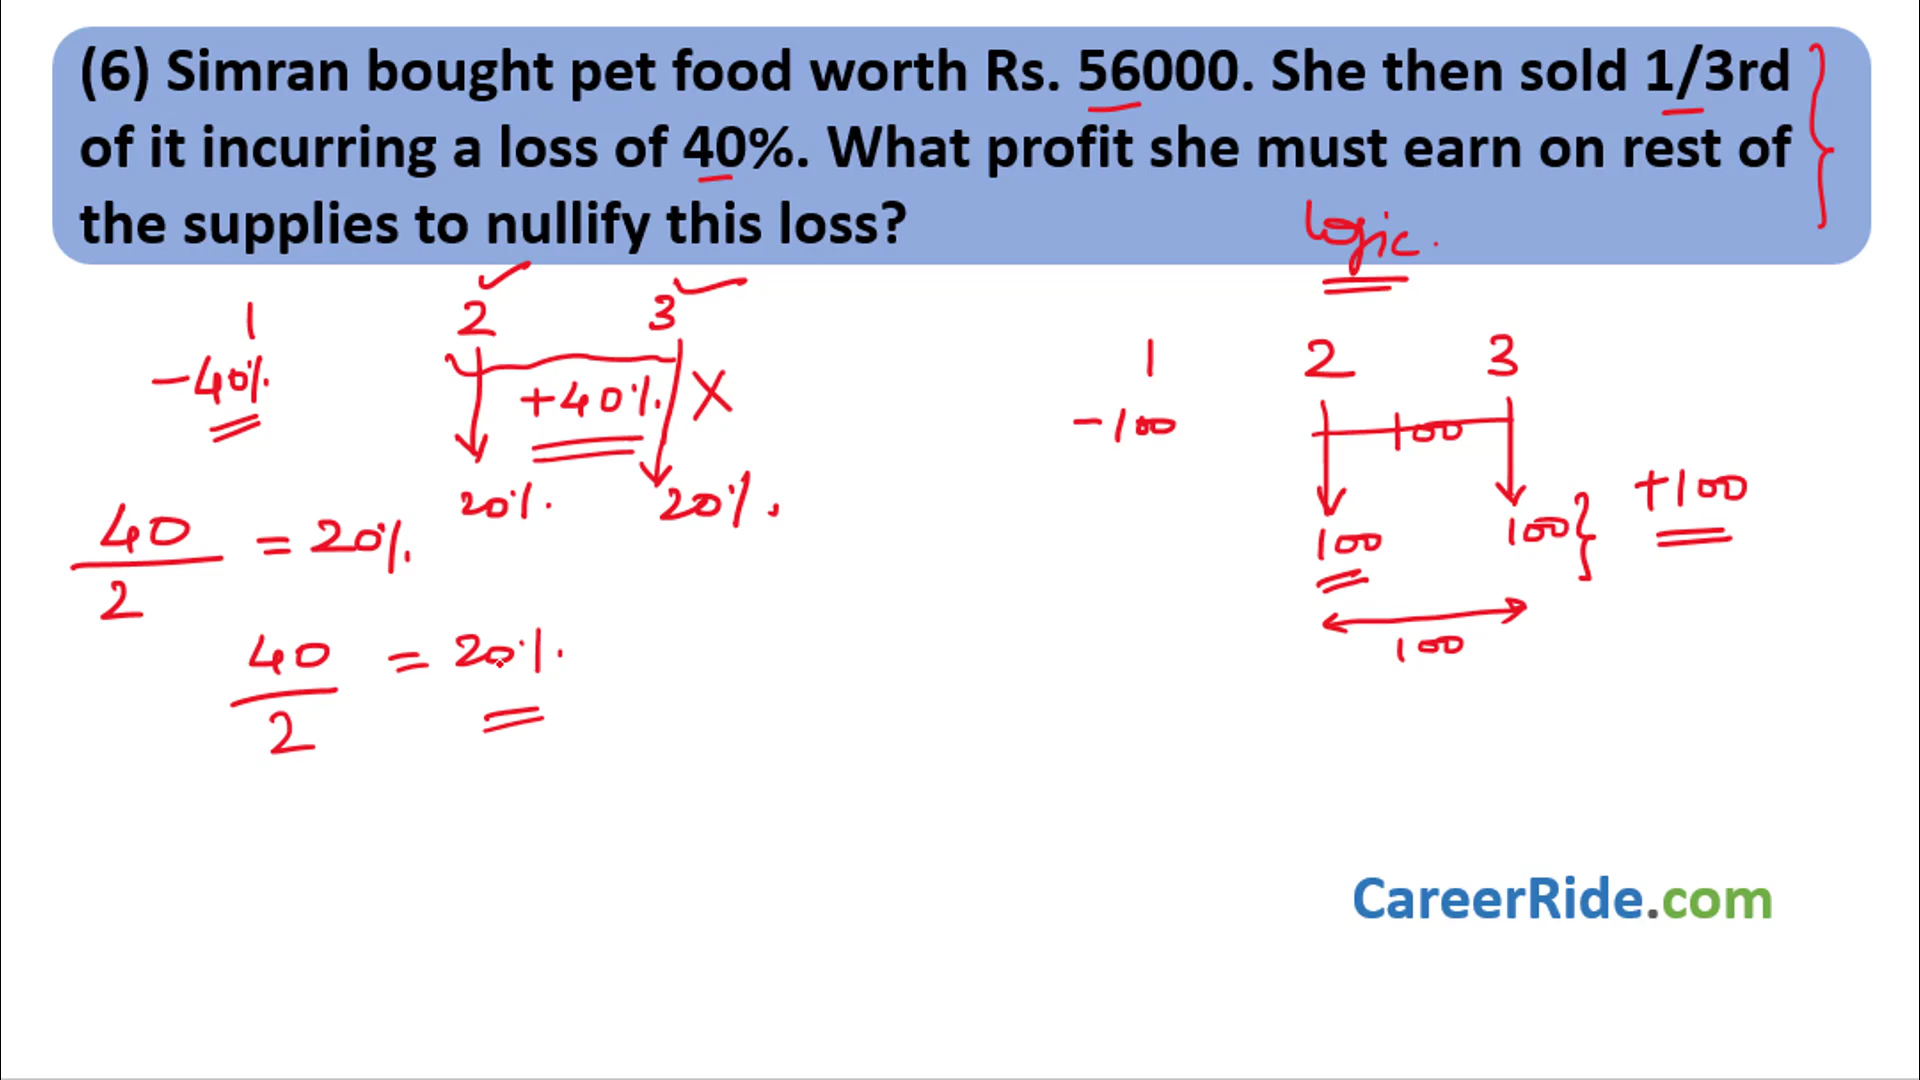 (6) Simran bought pet food worth Rs. 56000. She then sold 1/3rd
of it incurring a loss of 40%. What profit she must earn on rest of
the supplies to nullify this loss?
Logic.
1 2 3
-40% +40% X
20% 20%.
40/2 = 20%.
40/2 = 20%.
1 2 3
-100 100
100 100 +100
100
CareerRide.com